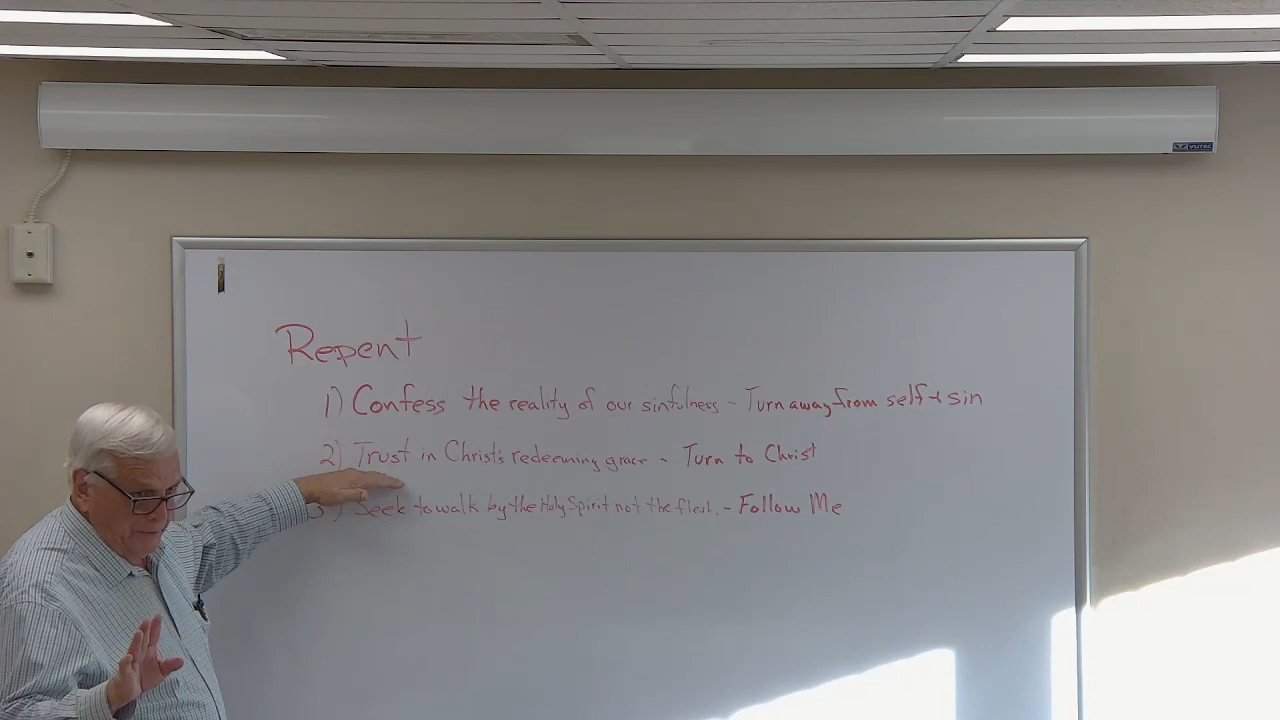 VUTEC
Repent
1) Confess the reality of our sinfulness - Turn away from self & sin
2) Trust in Christ's redeeming grace - Turn to Christ
3) Seek to walk by the Holy Spirit not the flesh. - Follow Me